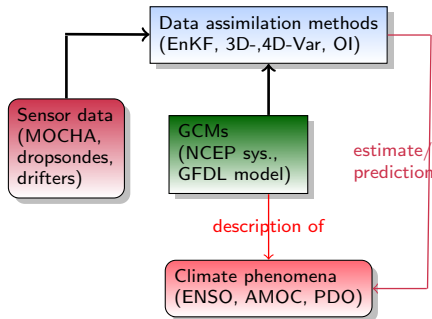 Data assimilation methods
(EnKF, 3D-,4D-Var, OI)
Sensor data
(MOCHA,
dropsondes,
drifters)
GCMs
(NCEP sys.,
GFDL model)
estimate/
prediction
description of
Climate phenomena
(ENSO, AMOC, PDO)